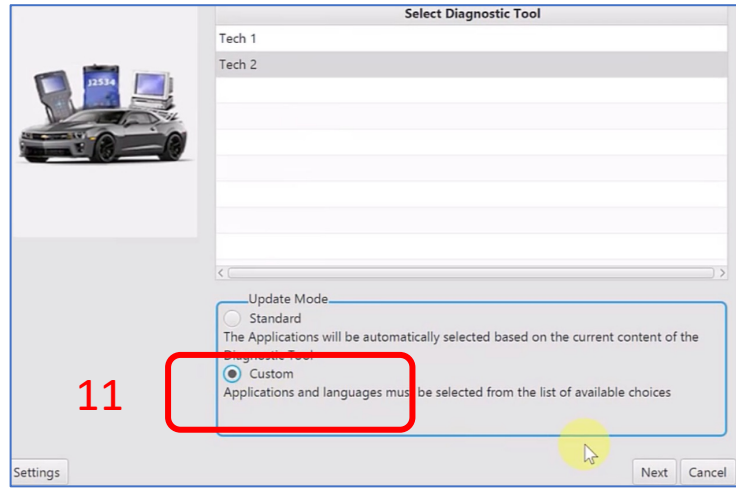 Select Diagnostic Tool
Tech 1
Tech 2
J2534
Update Mode
Standard
The Applications will be automatically selected based on the current content of the
Diagnostic Tool
Custom
11
Applications and languages must be selected from the list of available choices
Settings
Next
Cancel